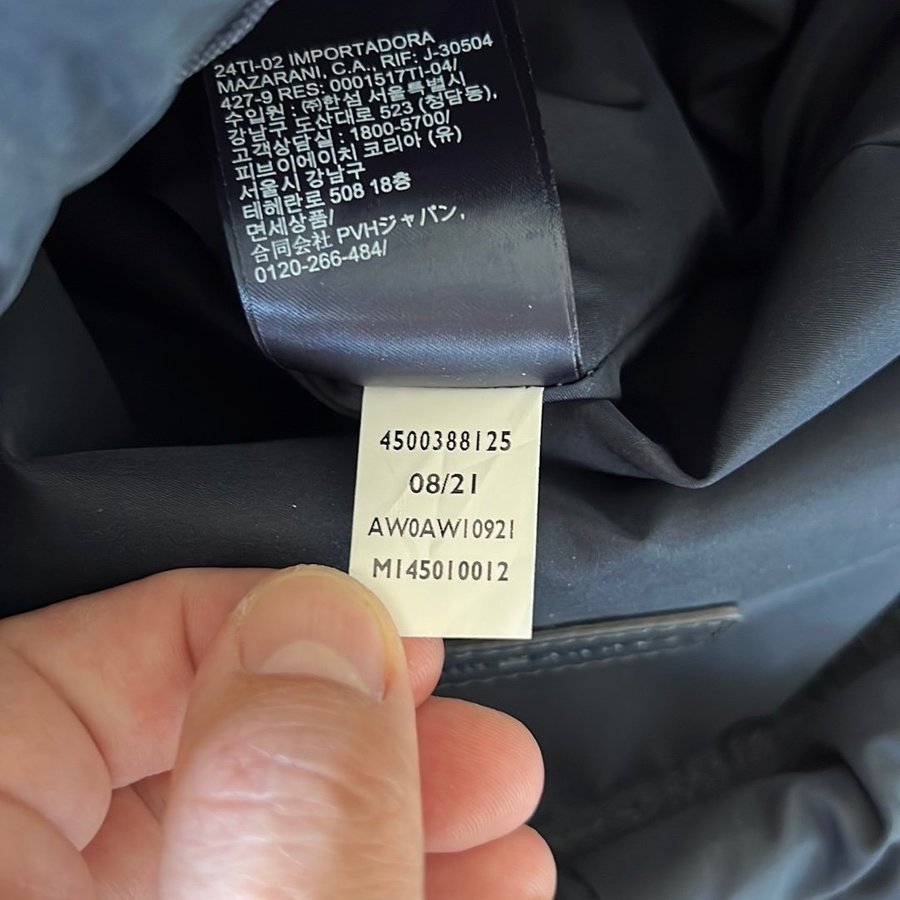 24TI-02 IMPORTADORA
MAZARANI, C.A., RIF: J-30504
427-9 RES: 0001517TI-04/
수입원 : ㈜한섬 서울특별시
강남구 도산대로 523 (청담동),
고객상담실 : 1800-5700/
피브이에이치 코리아 (유)
서울시 강남구
테헤란로 508 18층
면세상품/
合同会社 PVHジャパン,
0120-266-484/
4500388125
08/21
AW0AW10921
M145010012